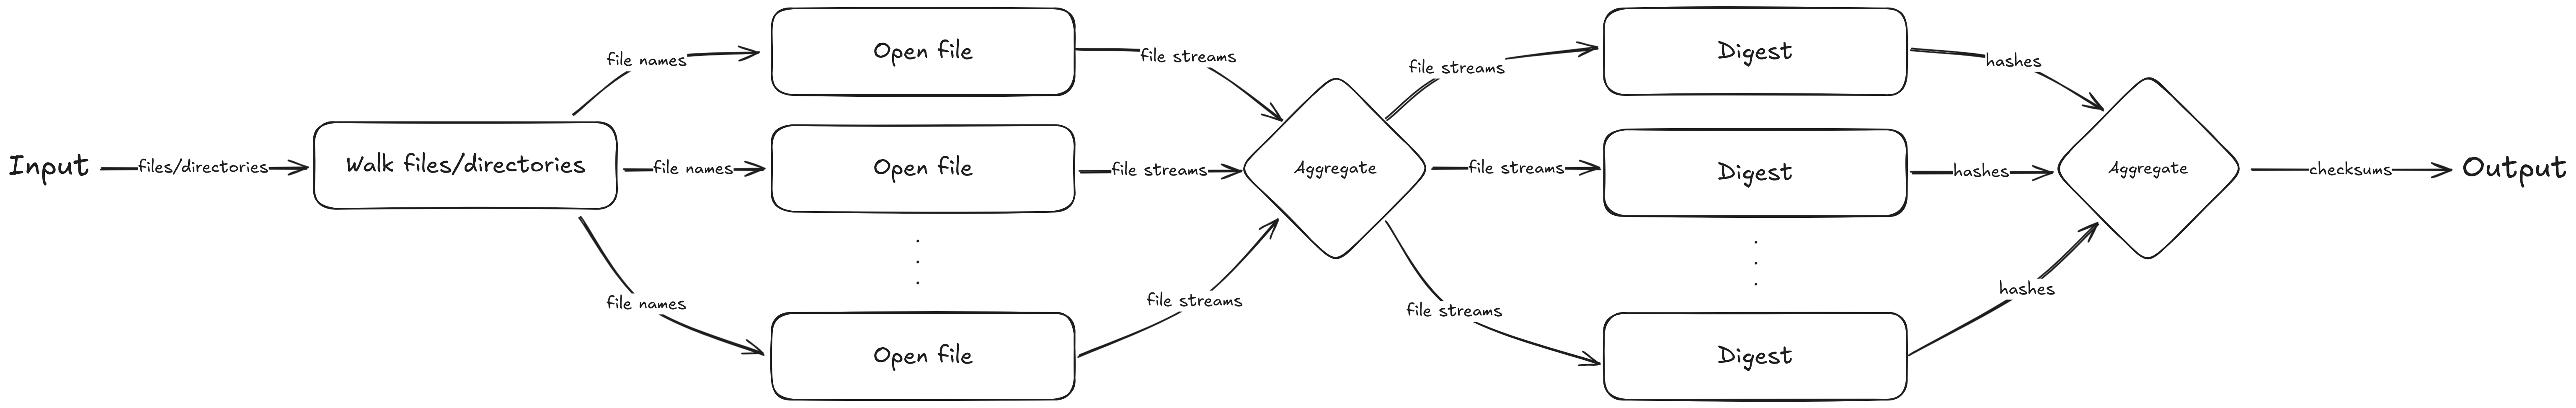 Input
files/directories
Walk files/directories
file names
file names
file names
Open file
Open file
.
.
.
Open file
file streams
file streams
file streams
Aggregate
file streams
file streams
file streams
Digest
Digest
.
.
.
Digest
hashes
hashes
hashes
Aggregate
checksums
Output